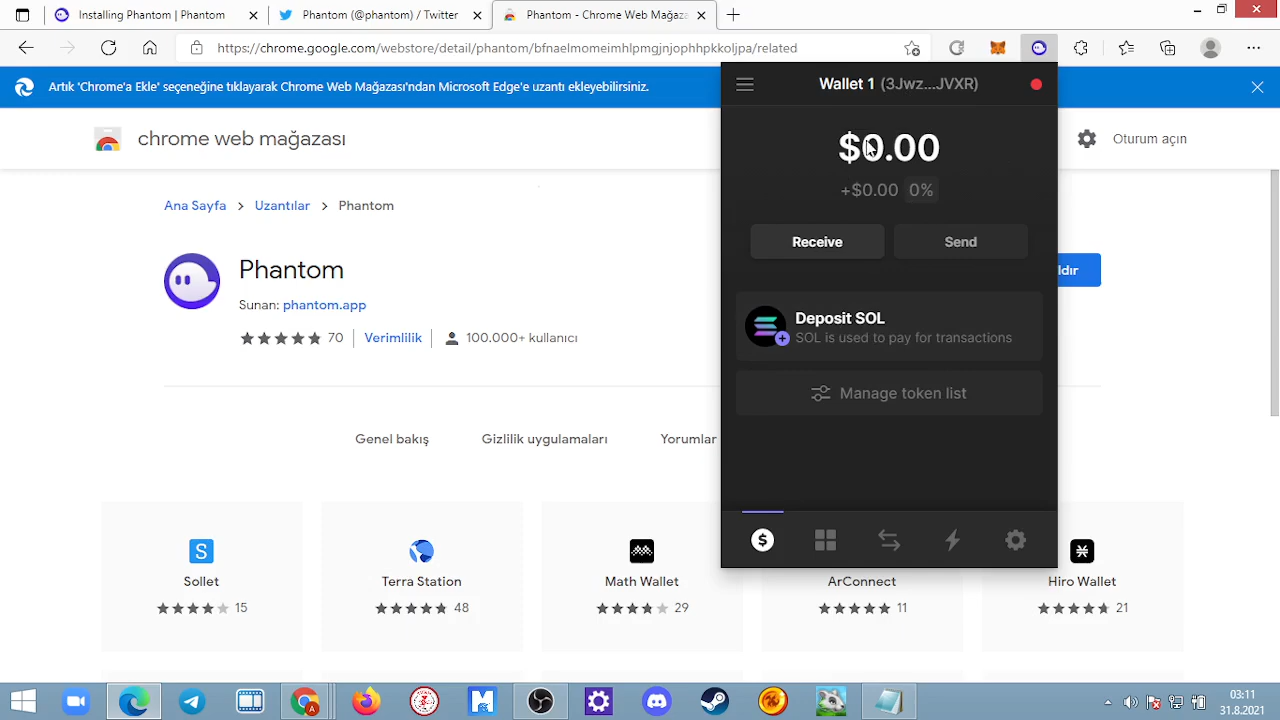 Installing Phantom | Phantom
Phantom (@phantom) / Twitter
Phantom - Chrome Web Mağaza
https://chrome.google.com/webstore/detail/phantom/bfnaelmomeimhlpmgjnjophhpkkoljpa/related
Artık 'Chrome'a Ekle' seçeneğine tıklayarak Chrome Web Mağazası'ndan Microsoft Edge'e uzantı ekleyebilirsiniz.
chrome web mağazası
Oturum açın
Ana Sayfa > Uzantılar > Phantom
Phantom
Sunan: phantom.app
70 Verimlilik 100.000+ kullanıcı
ldır
Genel bakış Gizlilik uygulamaları Yorumlar
Wallet 1 (3Jwz...JVXR)
$0.00
+$0.00 0%
Receive Send
Deposit SOL
SOL is used to pay for transactions
Manage token list
S
Sollet
15
Terra Station
48
Math Wallet
29
ArConnect
11
Hiro Wallet
21
03:11
31.8.2021